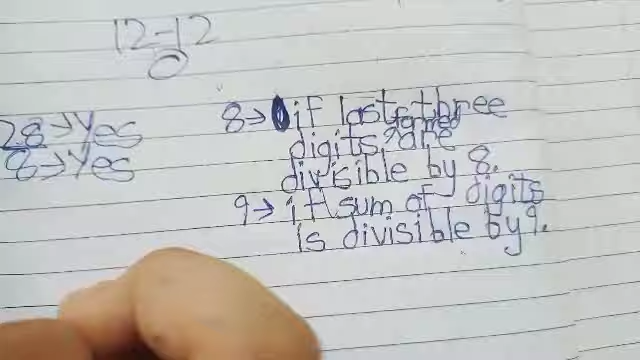 12-12
0
28→Yes
8→Yes
8→ if last three
digits are
divisible by 8.
9→ if sum of digits
is divisible by 9.